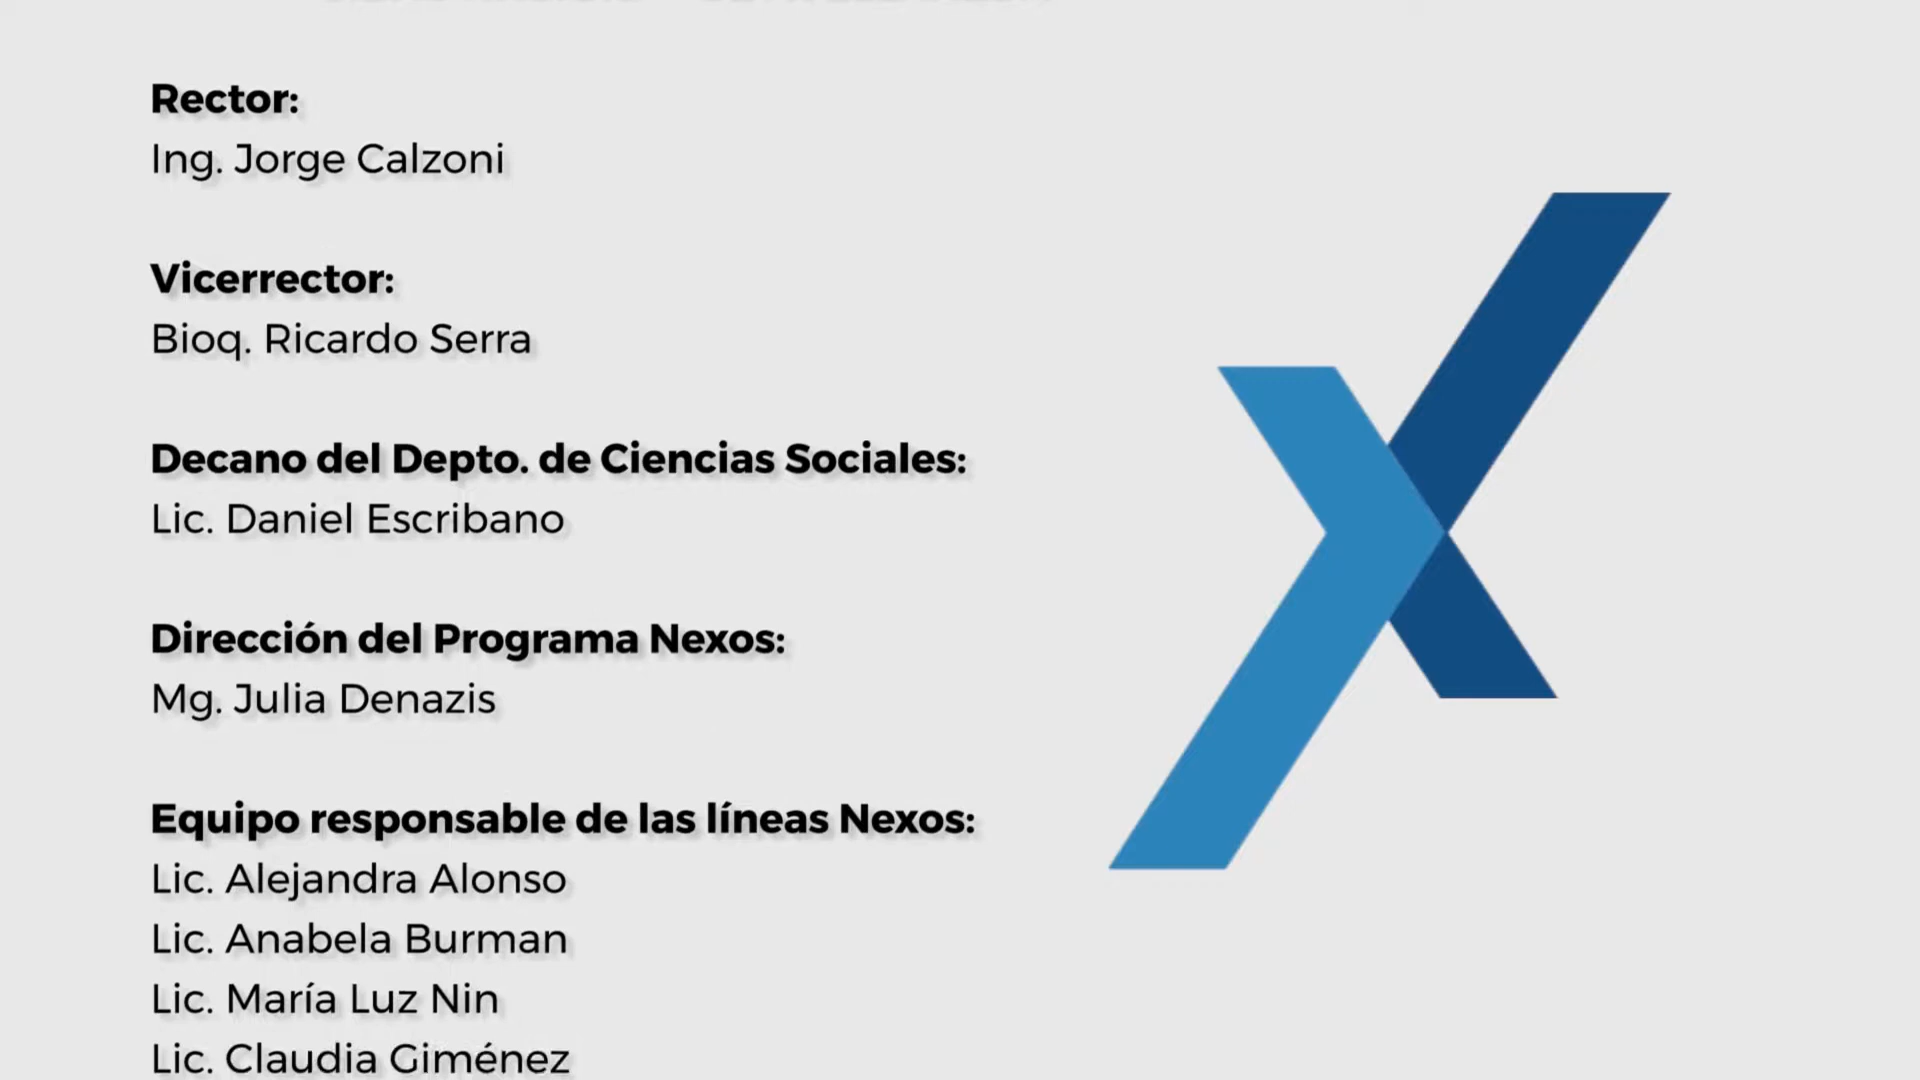 Rector:
Ing. Jorge Calzoni
Vicerrector:
Bioq. Ricardo Serra
Decano del Depto. de Ciencias Sociales:
Lic. Daniel Escribano
Dirección del Programa Nexos:
Mg. Julia Denazis
Equipo responsable de las líneas Nexos:
Lic. Alejandra Alonso
Lic. Anabela Burman
Lic. María Luz Nin
Lic. Claudia Giménez